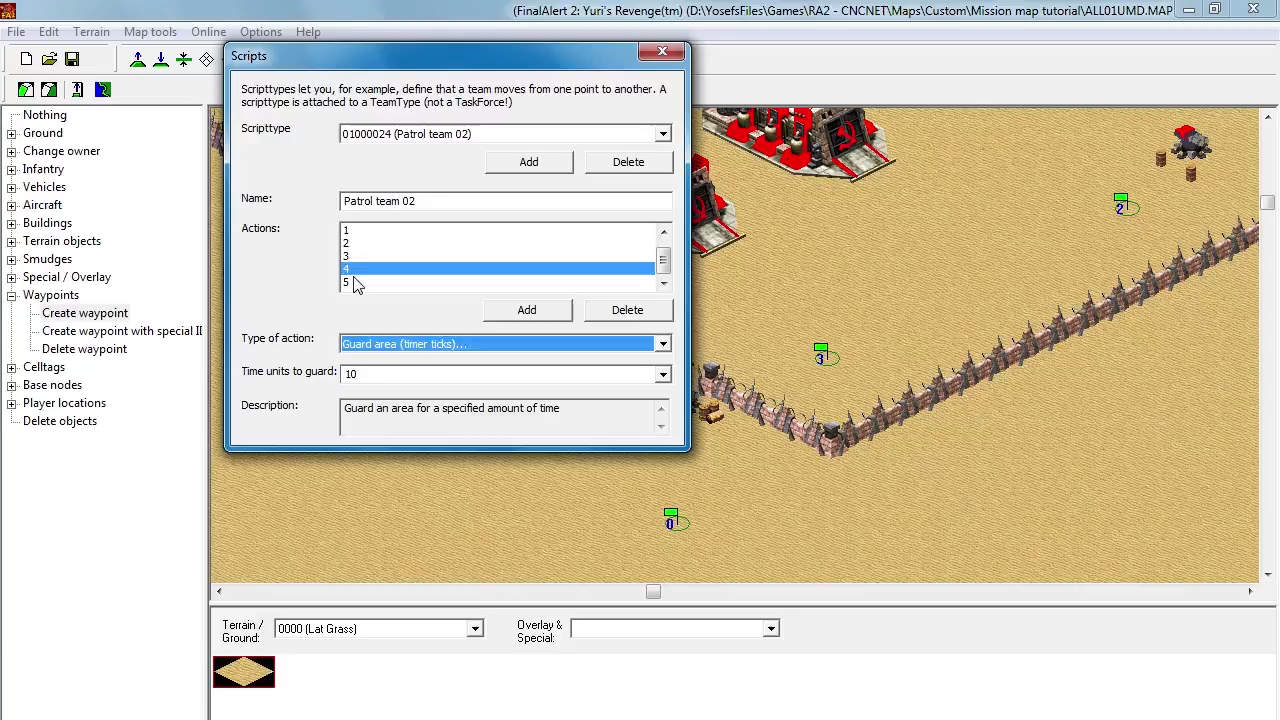 (FinalAlert 2: Yuri's Revenge(tm) (D:\YosefsFiles\Games\RA2 - CNCNET\Maps\Custom\Mission map tutorial\ALL01UMD.MAP
File Edit Terrain Map tools Online Options Help
Scripts
Scripttypes let you, for example, define that a team moves from one point to another. A
scripttype is attached to a TeamType (not a TaskForce!)
Scripttype
01000024 (Patrol team 02)
Add
Delete
Name:
Patrol team 02
Actions:
1
2
3
4
5
Add
Delete
Type of action:
Guard area (timer ticks)...
Time units to guard:
10
Description:
Guard an area for a specified amount of time
Nothing
Ground
Change owner
Infantry
Vehicles
Aircraft
Buildings
Terrain objects
Smudges
Special / Overlay
Waypoints
Create waypoint
Create waypoint with special ID
Delete waypoint
Celltags
Base nodes
Player locations
Delete objects
2
3
0
Terrain /
Ground:
0000 (Lat Grass)
Overlay &
Special: